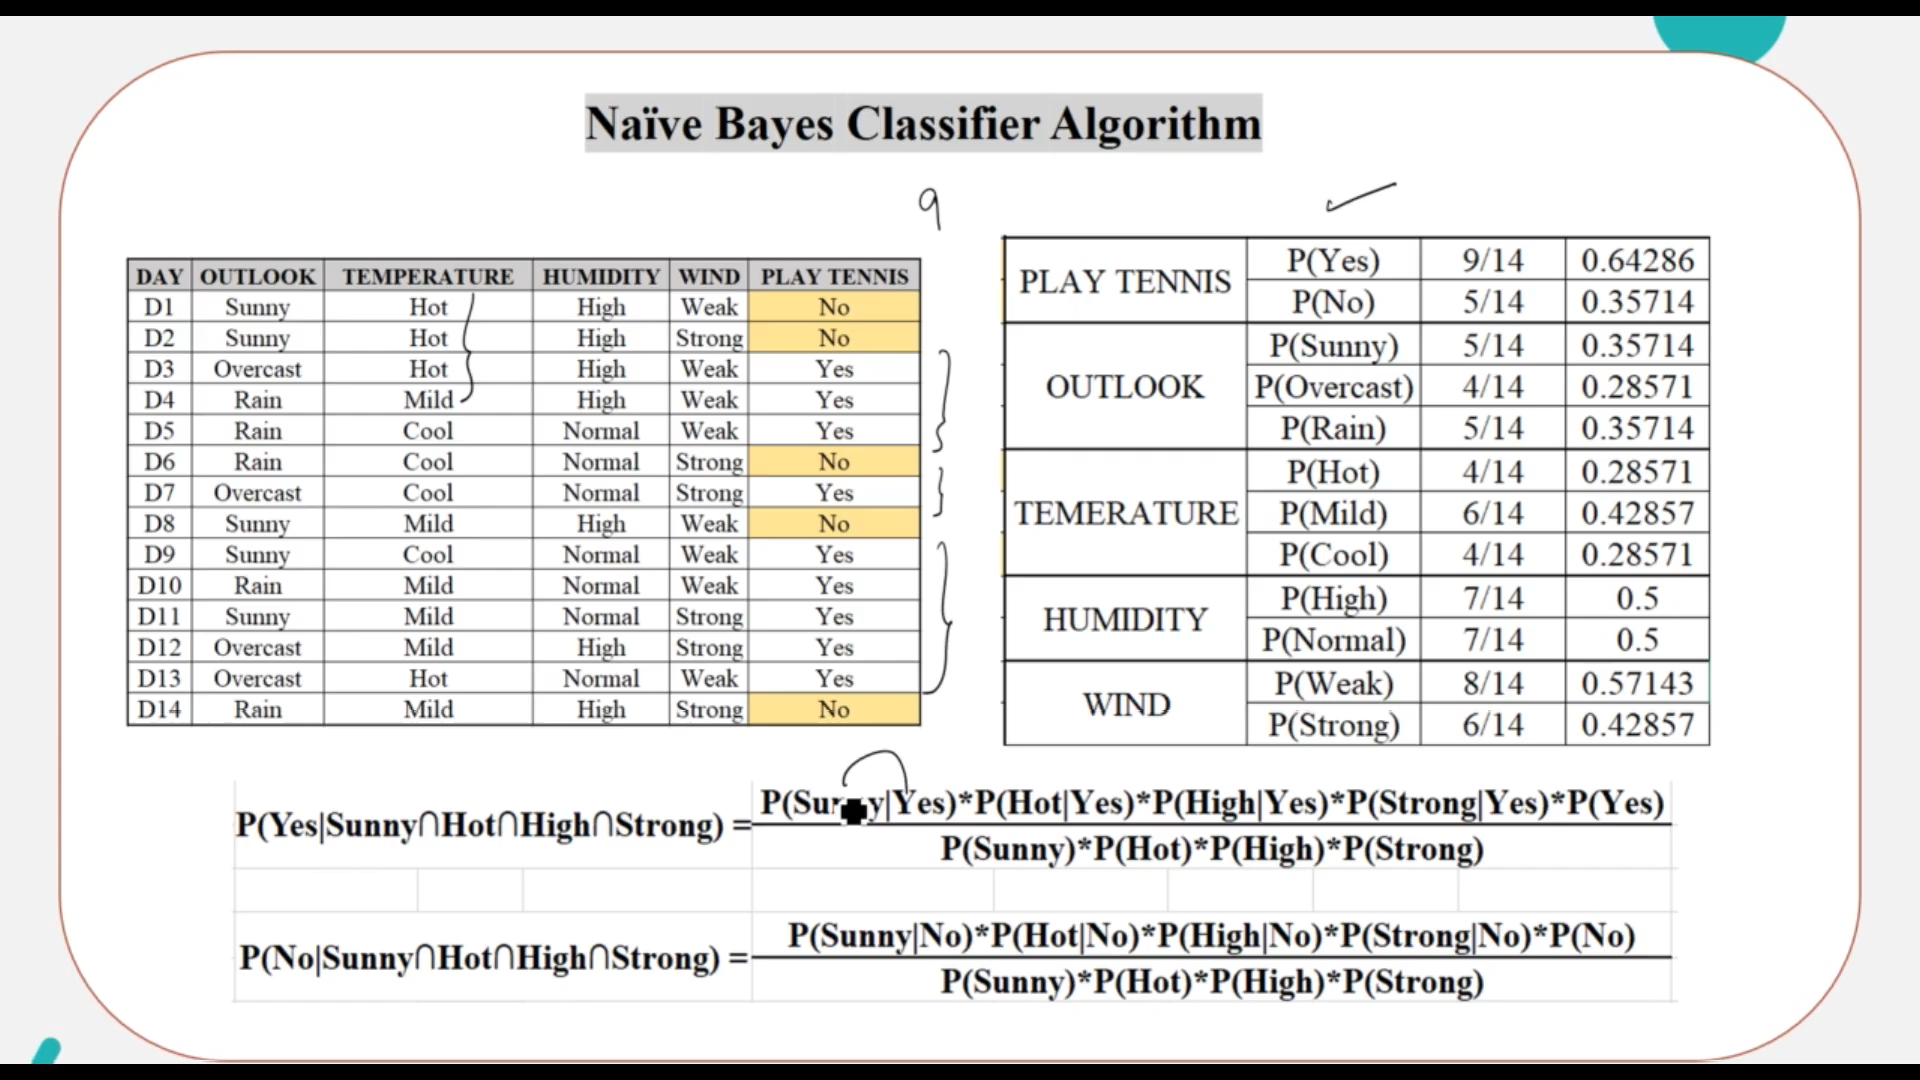 Naïve Bayes Classifier Algorithm
9
DAY OUTLOOK TEMPERATURE HUMIDITY WIND PLAY TENNIS
D1 Sunny Hot High Weak No
D2 Sunny Hot High Strong No
D3 Overcast Hot High Weak Yes
D4 Rain Mild High Weak Yes
D5 Rain Cool Normal Weak Yes
D6 Rain Cool Normal Strong No
D7 Overcast Cool Normal Strong Yes
D8 Sunny Mild High Weak No
D9 Sunny Cool Normal Weak Yes
D10 Rain Mild Normal Weak Yes
D11 Sunny Mild Normal Strong Yes
D12 Overcast Mild High Strong Yes
D13 Overcast Hot Normal Weak Yes
D14 Rain Mild High Strong No
PLAY TENNIS
P(Yes) 9/14 0.64286
P(No) 5/14 0.35714
OUTLOOK
P(Sunny) 5/14 0.35714
P(Overcast) 4/14 0.28571
P(Rain) 5/14 0.35714
TEMERATURE
P(Hot) 4/14 0.28571
P(Mild) 6/14 0.42857
P(Cool) 4/14 0.28571
HUMIDITY
P(High) 7/14 0.5
P(Normal) 7/14 0.5
WIND
P(Weak) 8/14 0.57143
P(Strong) 6/14 0.42857
P(Yes|Sunny∩Hot∩High∩Strong) =
P(Sunny|Yes)*P(Hot|Yes)*P(High|Yes)*P(Strong|Yes)*P(Yes)
P(Sunny)*P(Hot)*P(High)*P(Strong)
P(No|Sunny∩Hot∩High∩Strong) =
P(Sunny|No)*P(Hot|No)*P(High|No)*P(Strong|No)*P(No)
P(Sunny)*P(Hot)*P(High)*P(Strong)